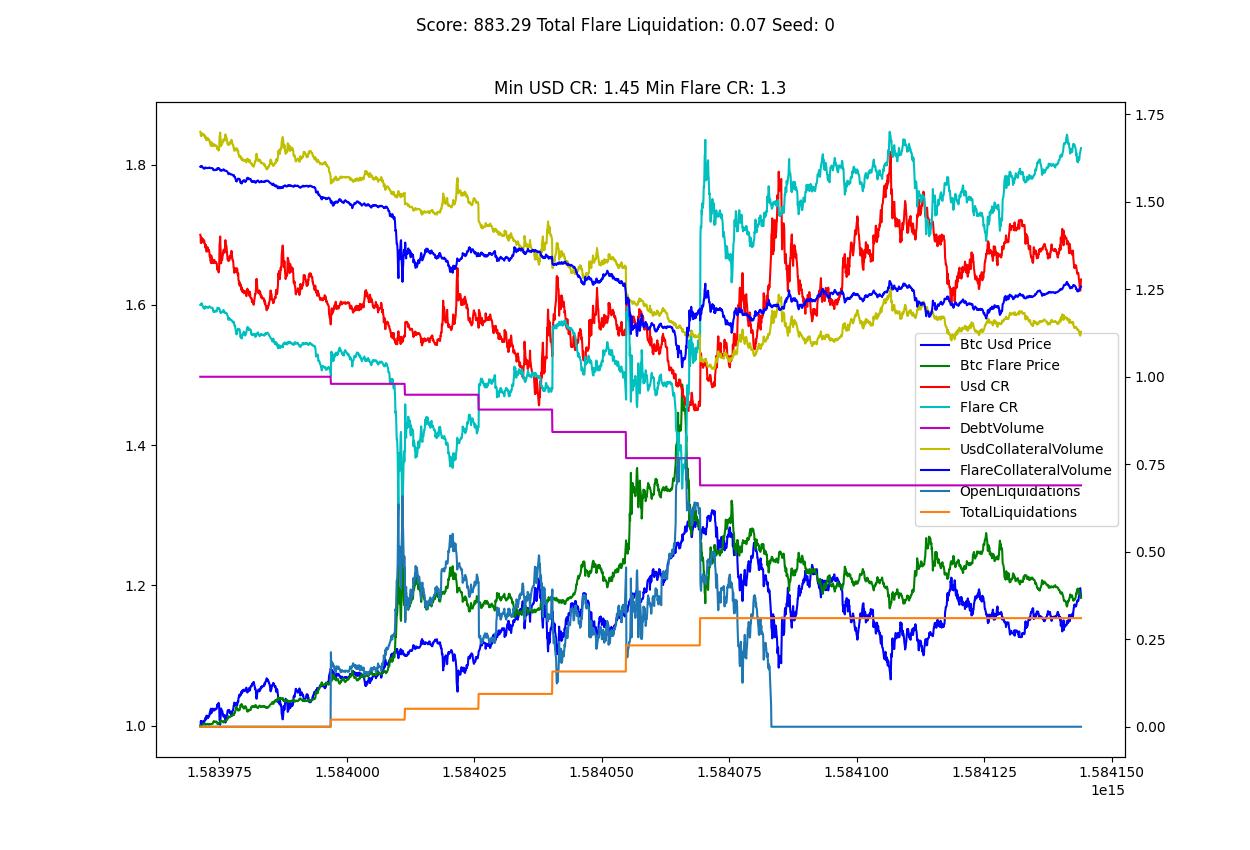 Score: 883.29 Total Flare Liquidation: 0.07 Seed: 0
Min USD CR: 1.45 Min Flare CR: 1.3
1.8
1.6
1.4
1.2
1.0
1.75
1.50
1.25
1.00
0.75
0.50
0.25
0.00
Btc Usd Price
Btc Flare Price
Usd CR
Flare CR
DebtVolume
UsdCollateralVolume
FlareCollateralVolume
OpenLiquidations
TotalLiquidations
1.583975 1.584000 1.584025 1.584050 1.584075 1.584100 1.584125 1.584150
1e15